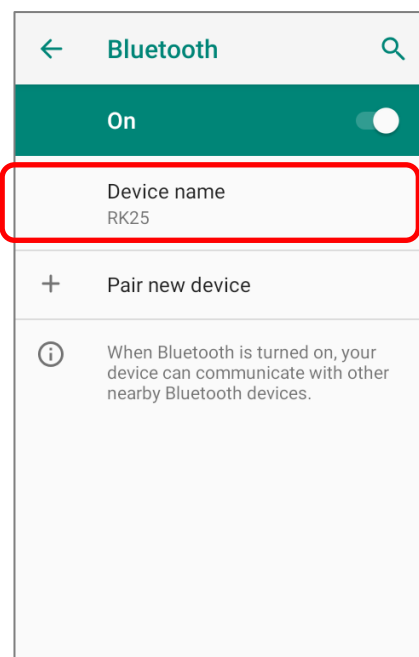 Bluetooth
On
Device name
RK25
Pair new device
When Bluetooth is turned on, your
device can communicate with other
nearby Bluetooth devices.